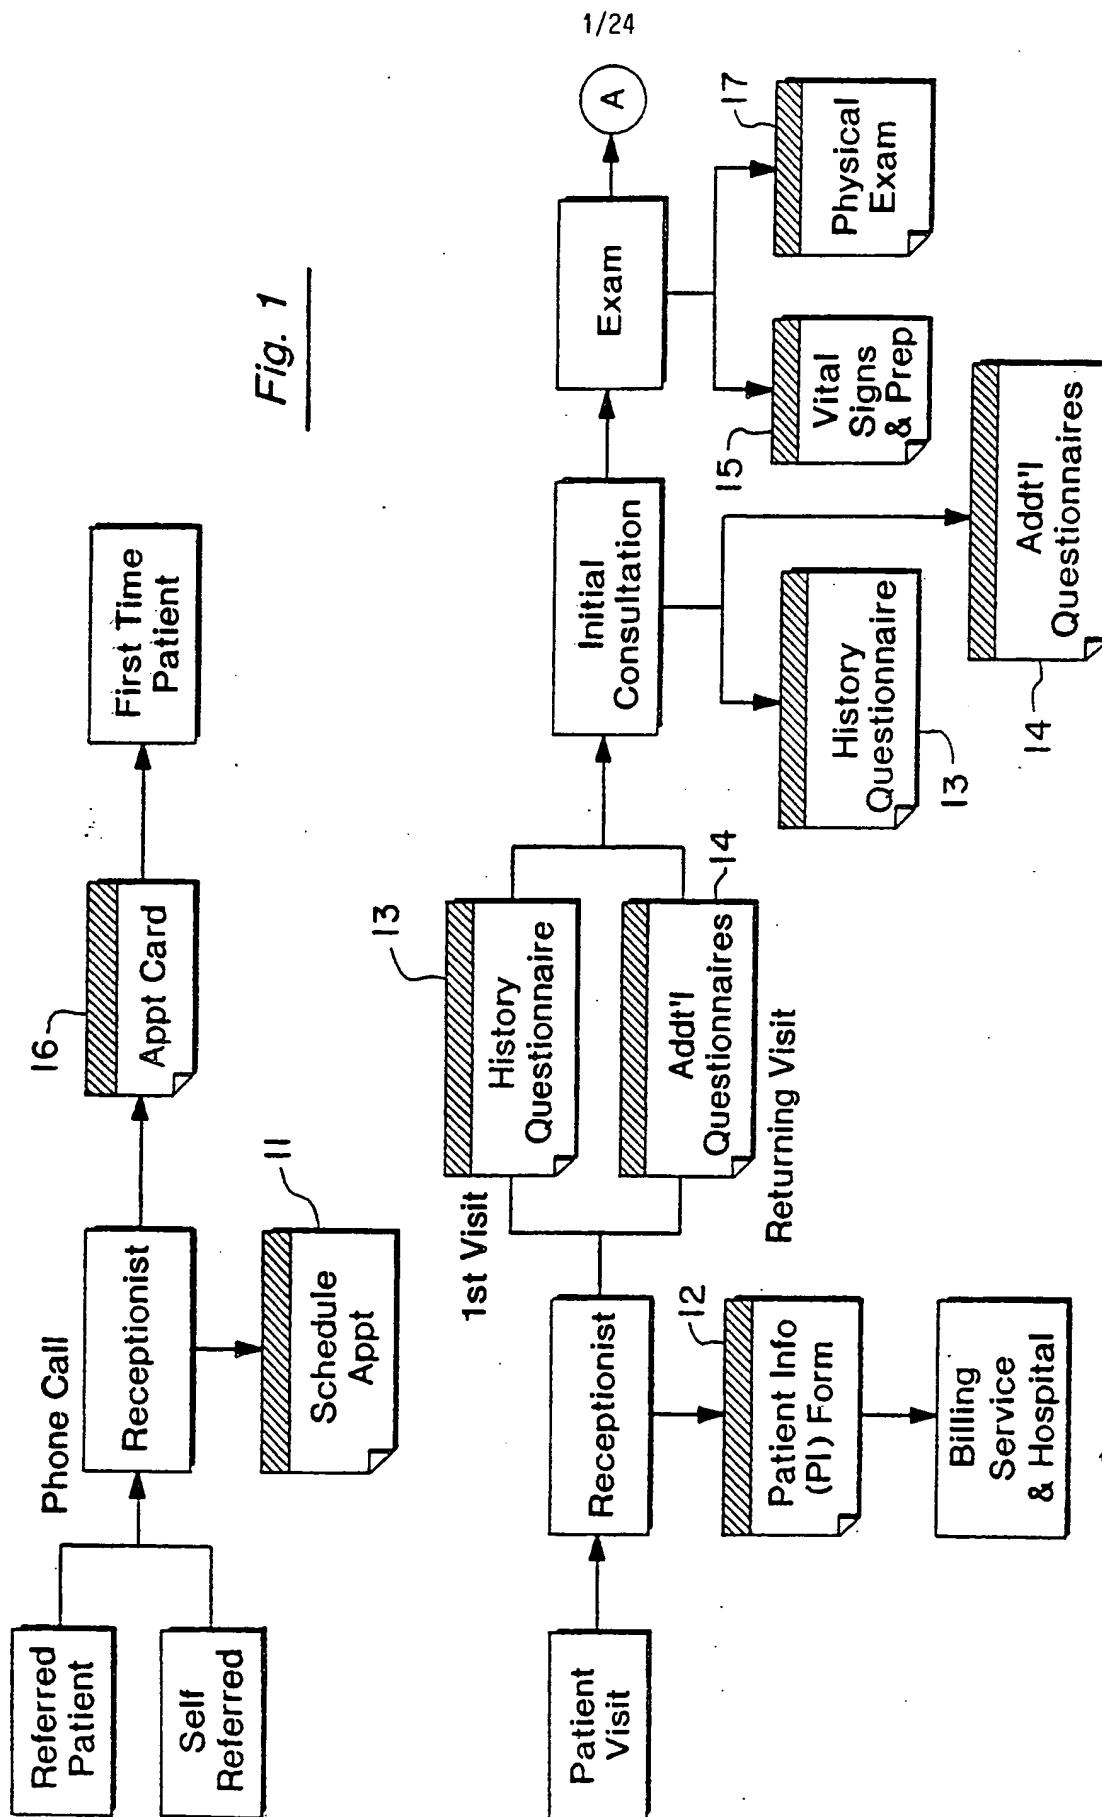 1/24
Fig. 1
Referred
Patient
Self
Referred
Phone Call
Receptionist
11
Schedule
Appt
16
Appt Card
First Time
Patient
Patient
Visit
Receptionist
12
Patient Info
(PI) Form
Billing
Service
& Hospital
1st Visit
13
History
Questionnaire
14
Addt'l
Questionnaires
Returning Visit
Initial
Consultation
History
Questionnaire
13
Addt'l
Questionnaires
14
Exam
15
Vital
Signs
& Prep
17
Physical
Exam
A